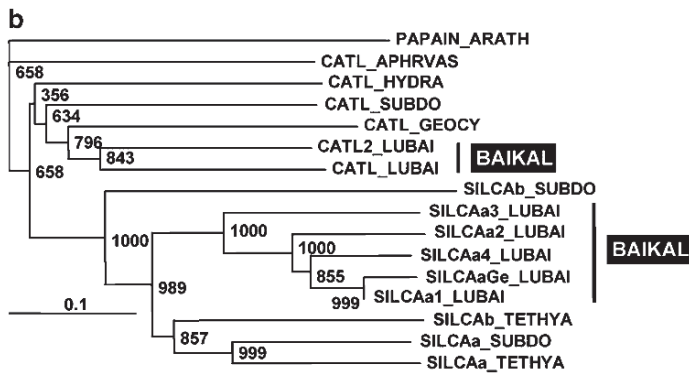 b
PAPAIN_ARATH
CATL_APHRVAS
658
CATL_HYDRA
356
CATL_SUBDO
634
CATL_GEOCY
796
CATL2_LUBAI
843
BAIKAL
CATL_LUBAI
658
SILCAb_SUBDO
SILCAa3_LUBAI
1000
1000
SILCAa2_LUBAI
1000
SILCAa4_LUBAI
BAIKAL
855
SILCAaGe_LUBAI
989
999
SILCAa1_LUBAI
0.1
SILCAb_TETHYA
857
SILCAa_SUBDO
999
SILCAa_TETHYA